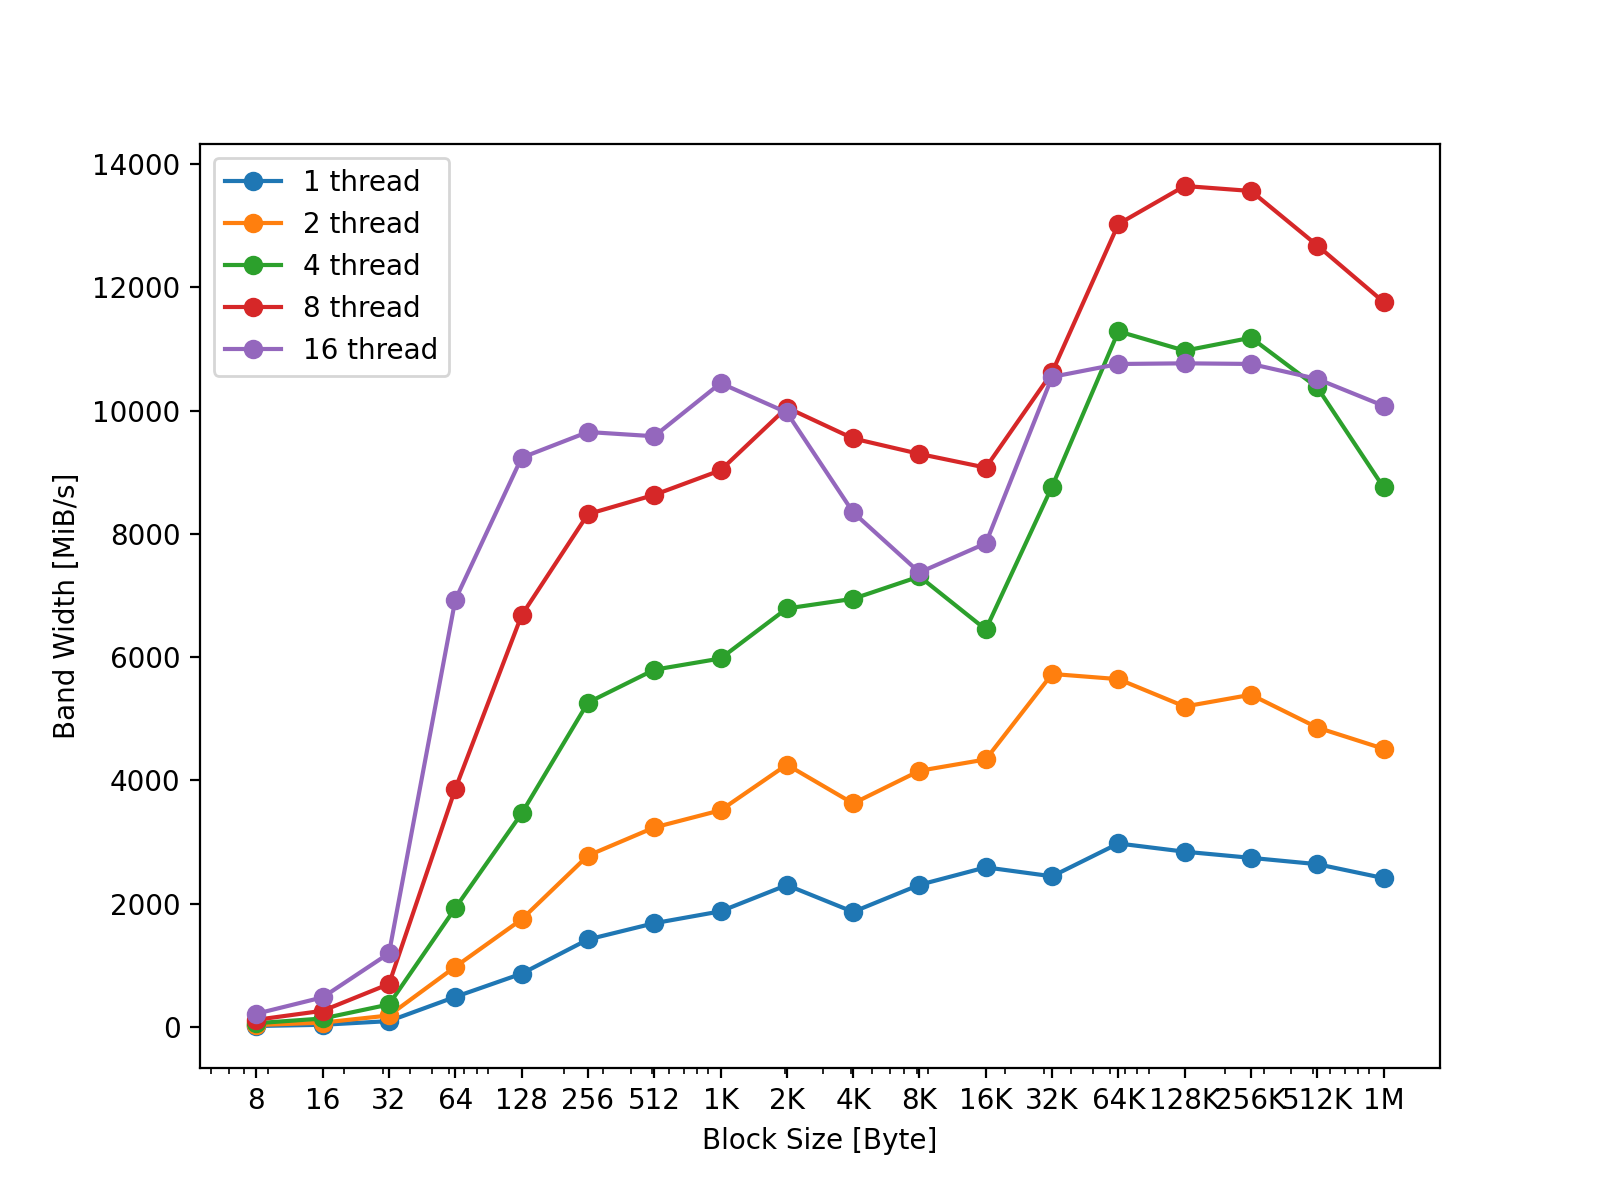 14000
12000
10000
8000
6000
4000
2000
0
Band Width [MiB/s]
1 thread
2 thread
4 thread
8 thread
16 thread
8 16 32 64 128 256 512 1K 2K 4K 8K 16K 32K 64K 128K 256K 512K 1M
Block Size [Byte]